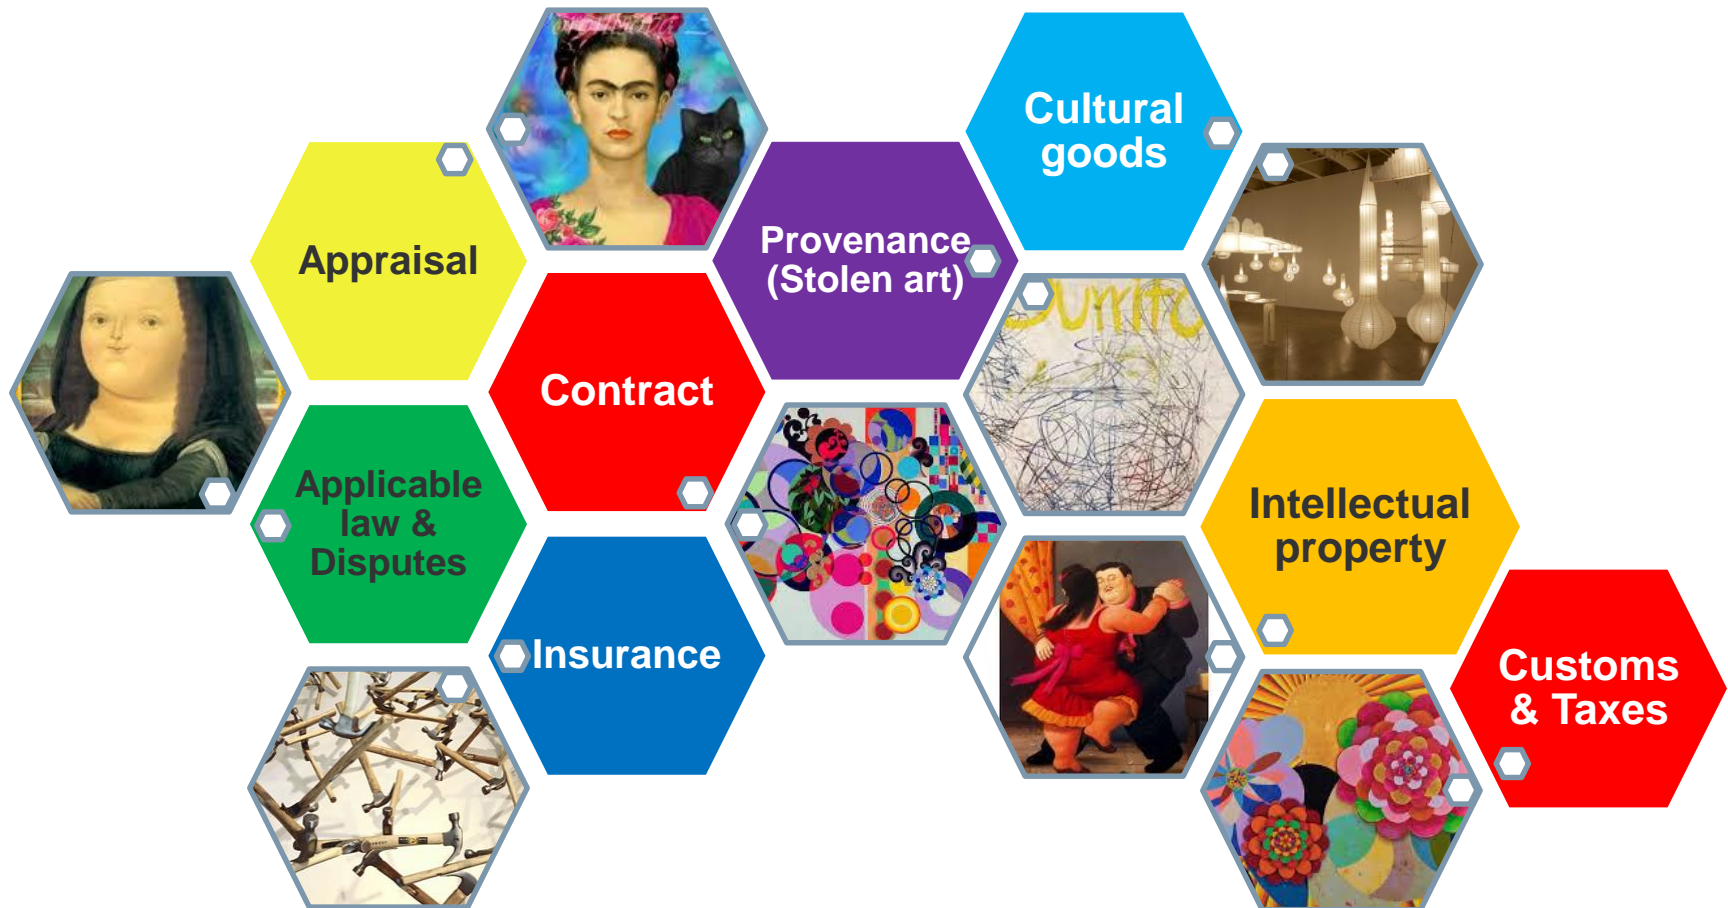 Cultural
goods
Appraisal
Provenance
(Stolen art)
Contract
Applicable
law &
Disputes
Intellectual
property
Insurance
Customs
& Taxes